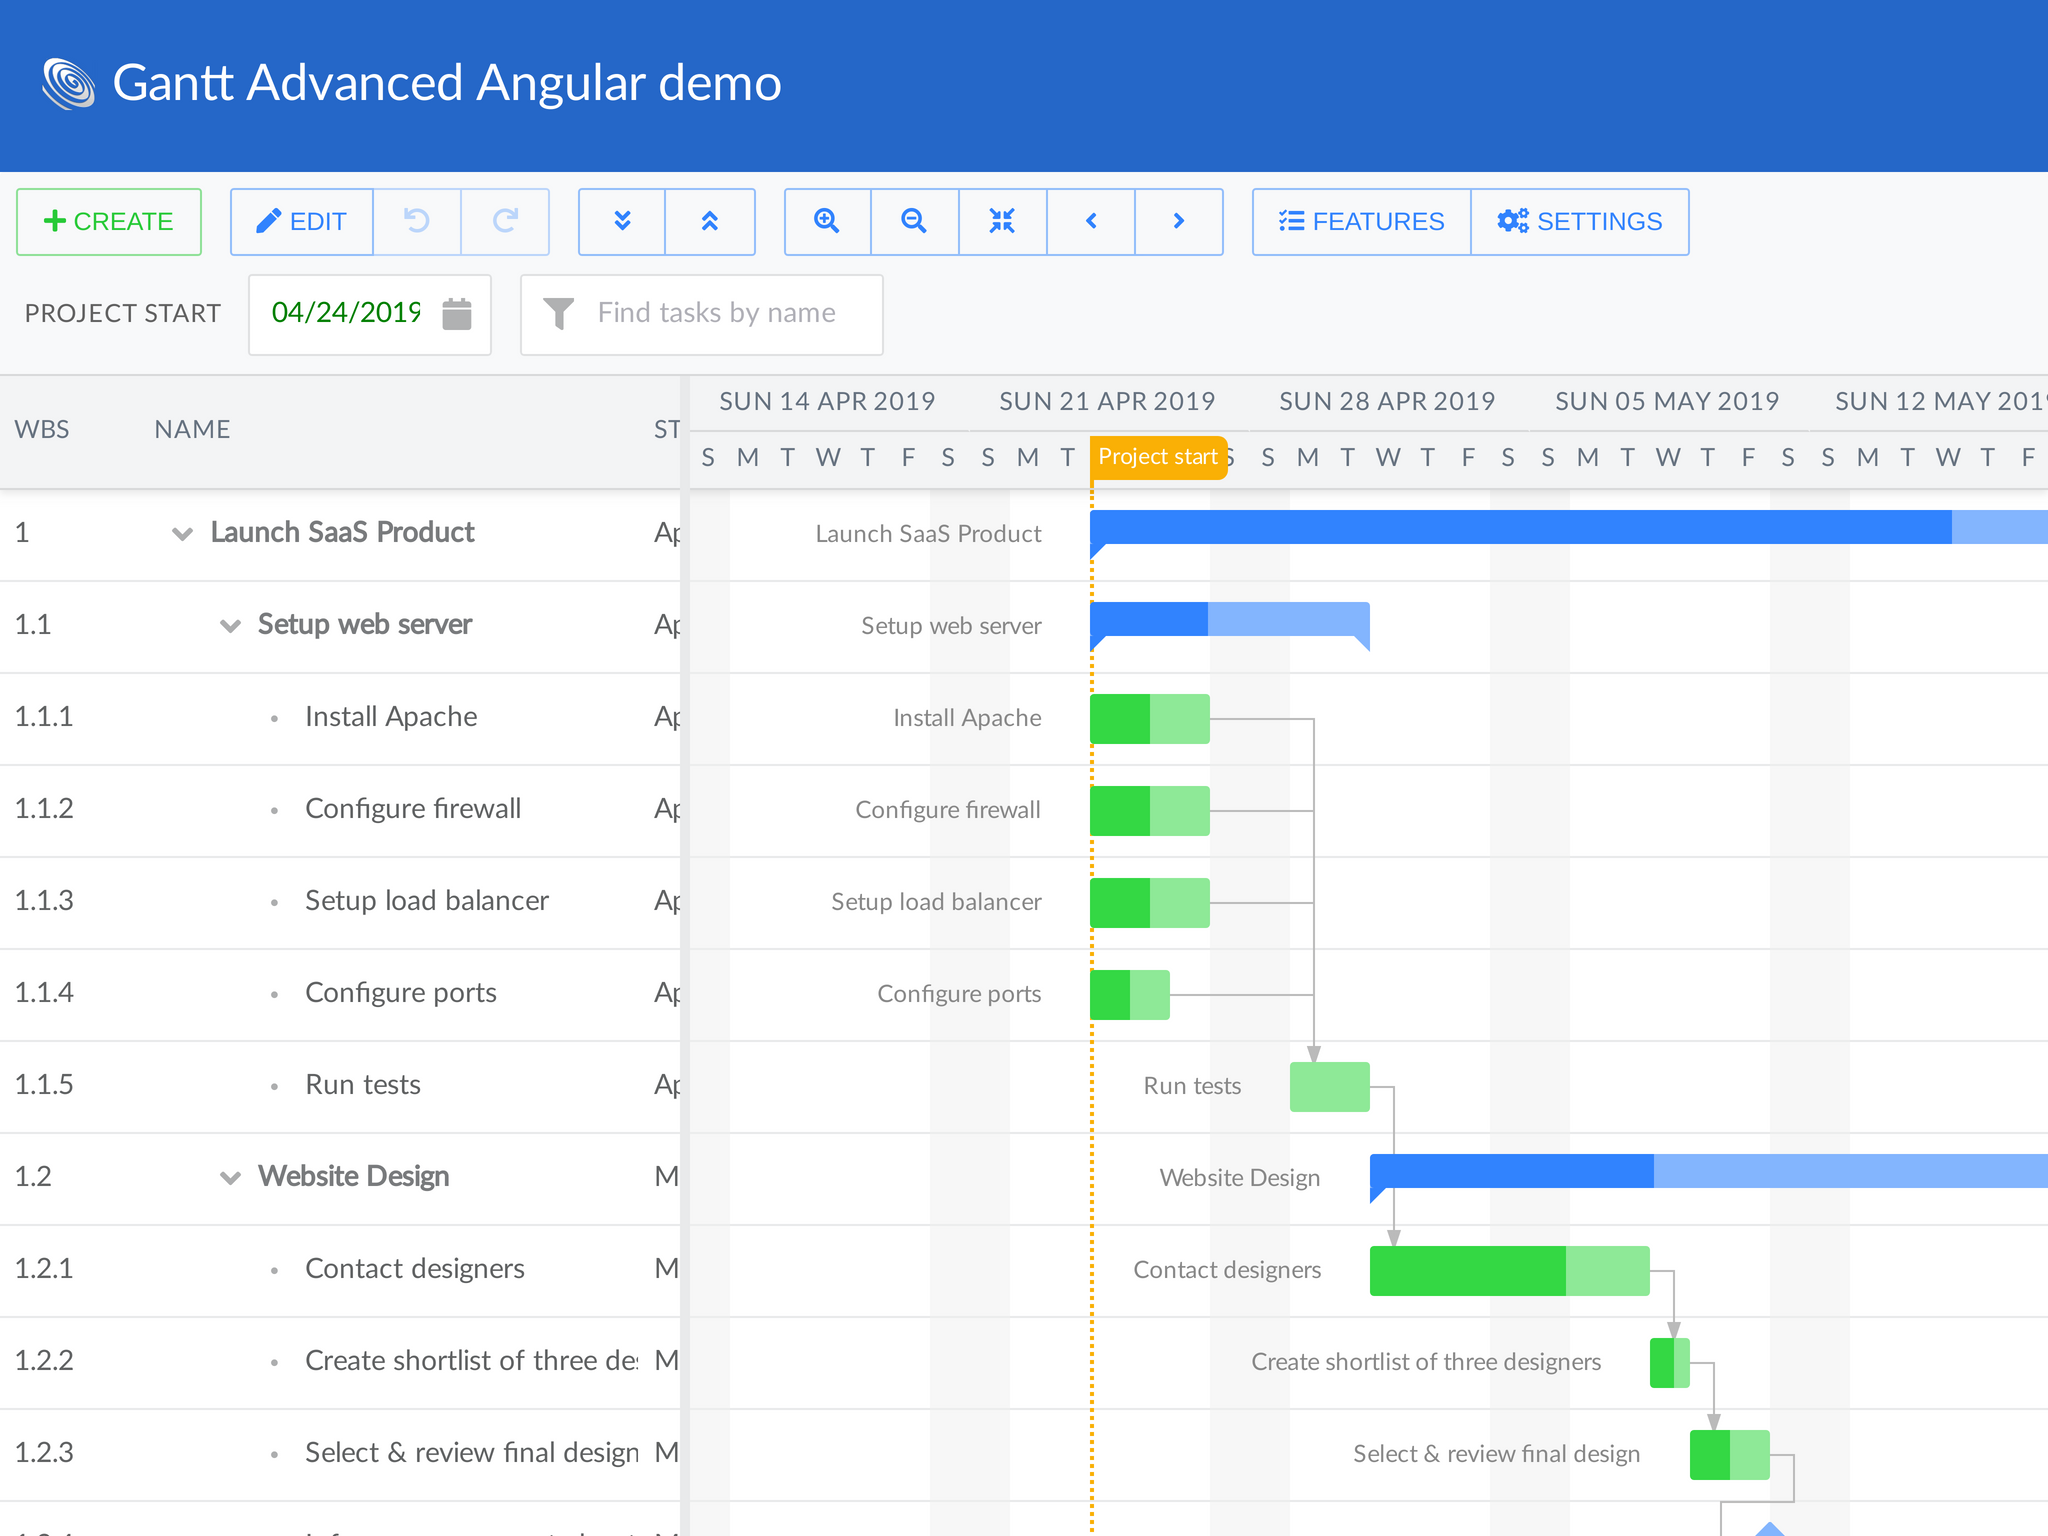 Gantt Advanced Angular demo
CREATE EDIT FEATURES SETTINGS
PROJECT START 04/24/2019 Find tasks by name
WBS NAME ST SUN 14 APR 2019 SUN 21 APR 2019 SUN 28 APR 2019 SUN 05 MAY 2019 SUN 12 MAY 2019
S M T W T F S S M T Project start S S M T W T F S S M T W T F S S M T W T F
1 Launch SaaS Product Ap Launch SaaS Product
1.1 Setup web server Ap Setup web server
1.1.1 Install Apache Ap Install Apache
1.1.2 Configure firewall Ap Configure firewall
1.1.3 Setup load balancer Ap Setup load balancer
1.1.4 Configure ports Ap Configure ports
1.1.5 Run tests Ap Run tests
1.2 Website Design M Website Design
1.2.1 Contact designers M Contact designers
1.2.2 Create shortlist of three des M Create shortlist of three designers
1.2.3 Select & review final design M Select & review final design